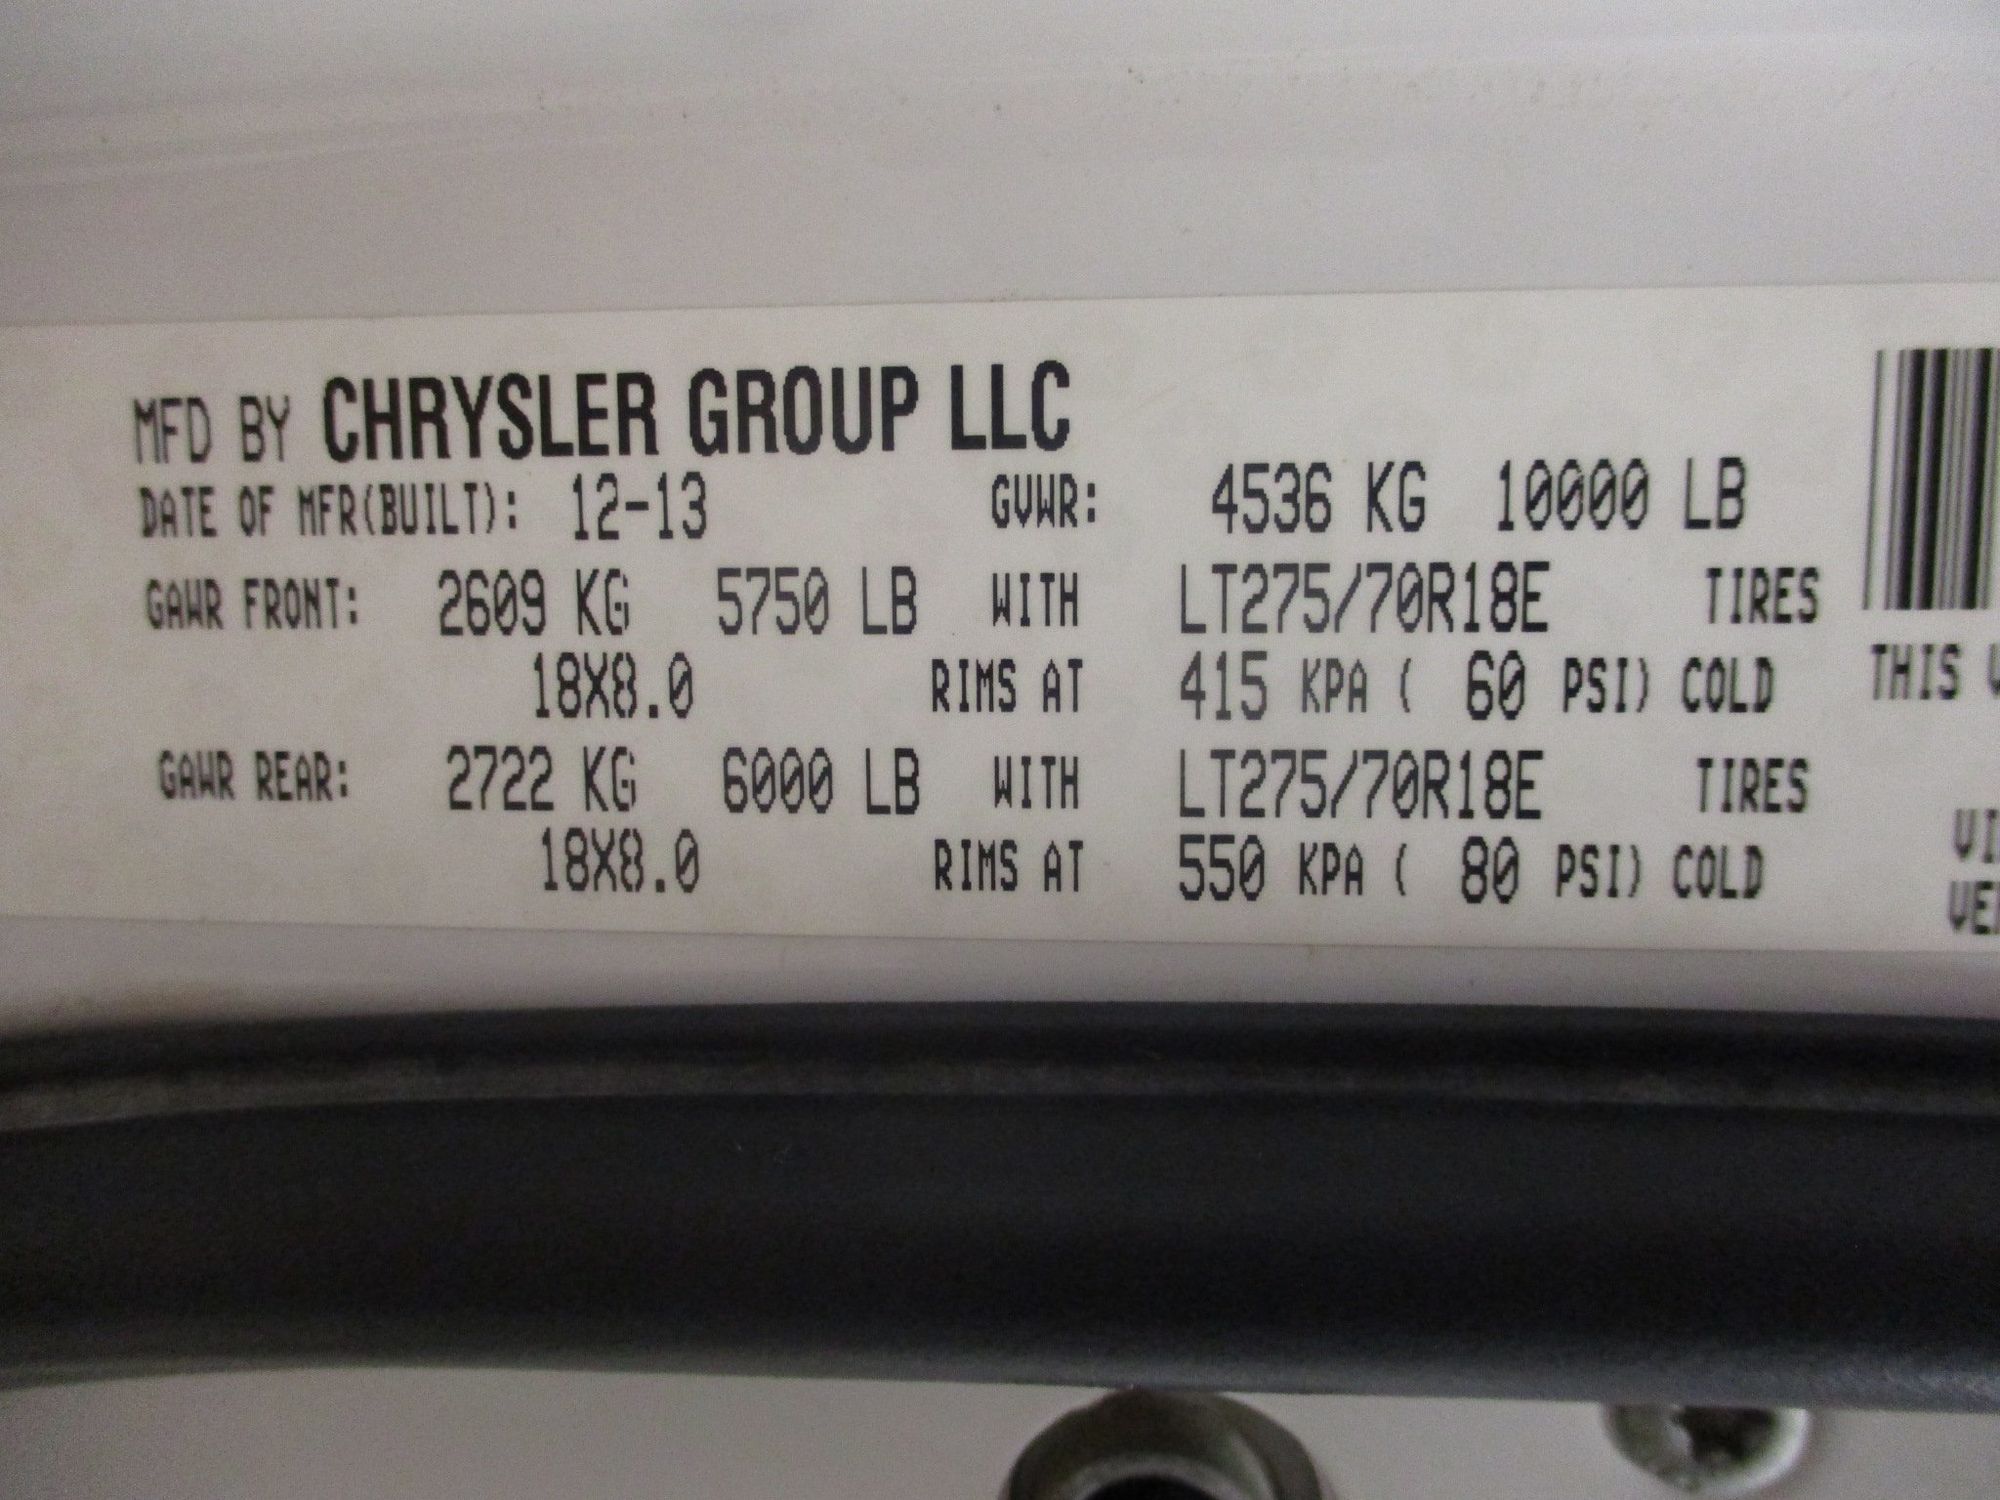 MFD BY CHRYSLER GROUP LLC
DATE OF MFR(BUILT): 12-13 GVWR: 4536 KG 10000 LB
GAWR FRONT: 2609 KG 5750 LB WITH LT275/70R18E TIRES
18X8.0 RIMS AT 415 KPA ( 60 PSI) COLD
THIS
GAWR REAR: 2722 KG 6000 LB WITH LT275/70R18E TIRES
18X8.0 RIMS AT 550 KPA ( 80 PSI) COLD